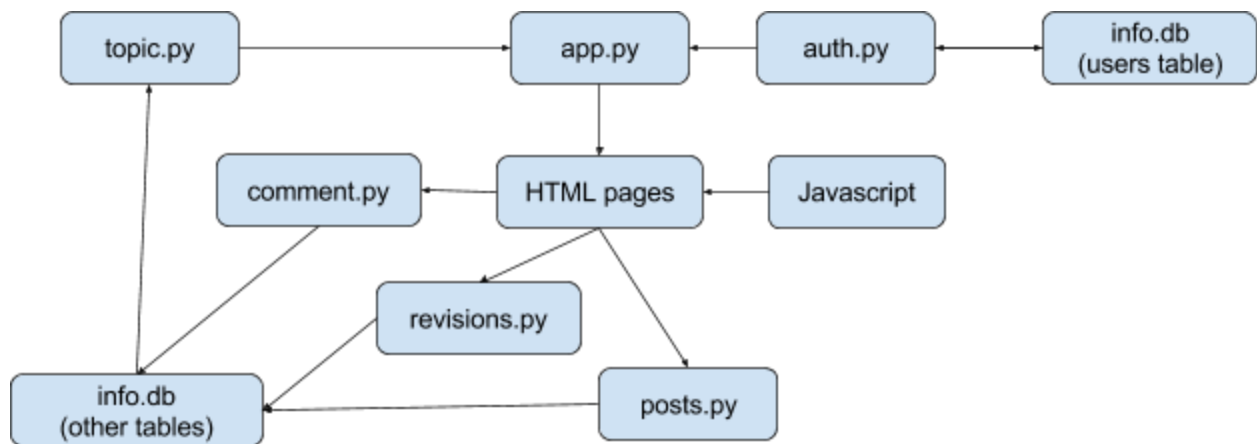 topic.py
app.py
auth.py
info.db
(users table)
comment.py
HTML pages
Javascript
revisions.py
info.db
(other tables)
posts.py